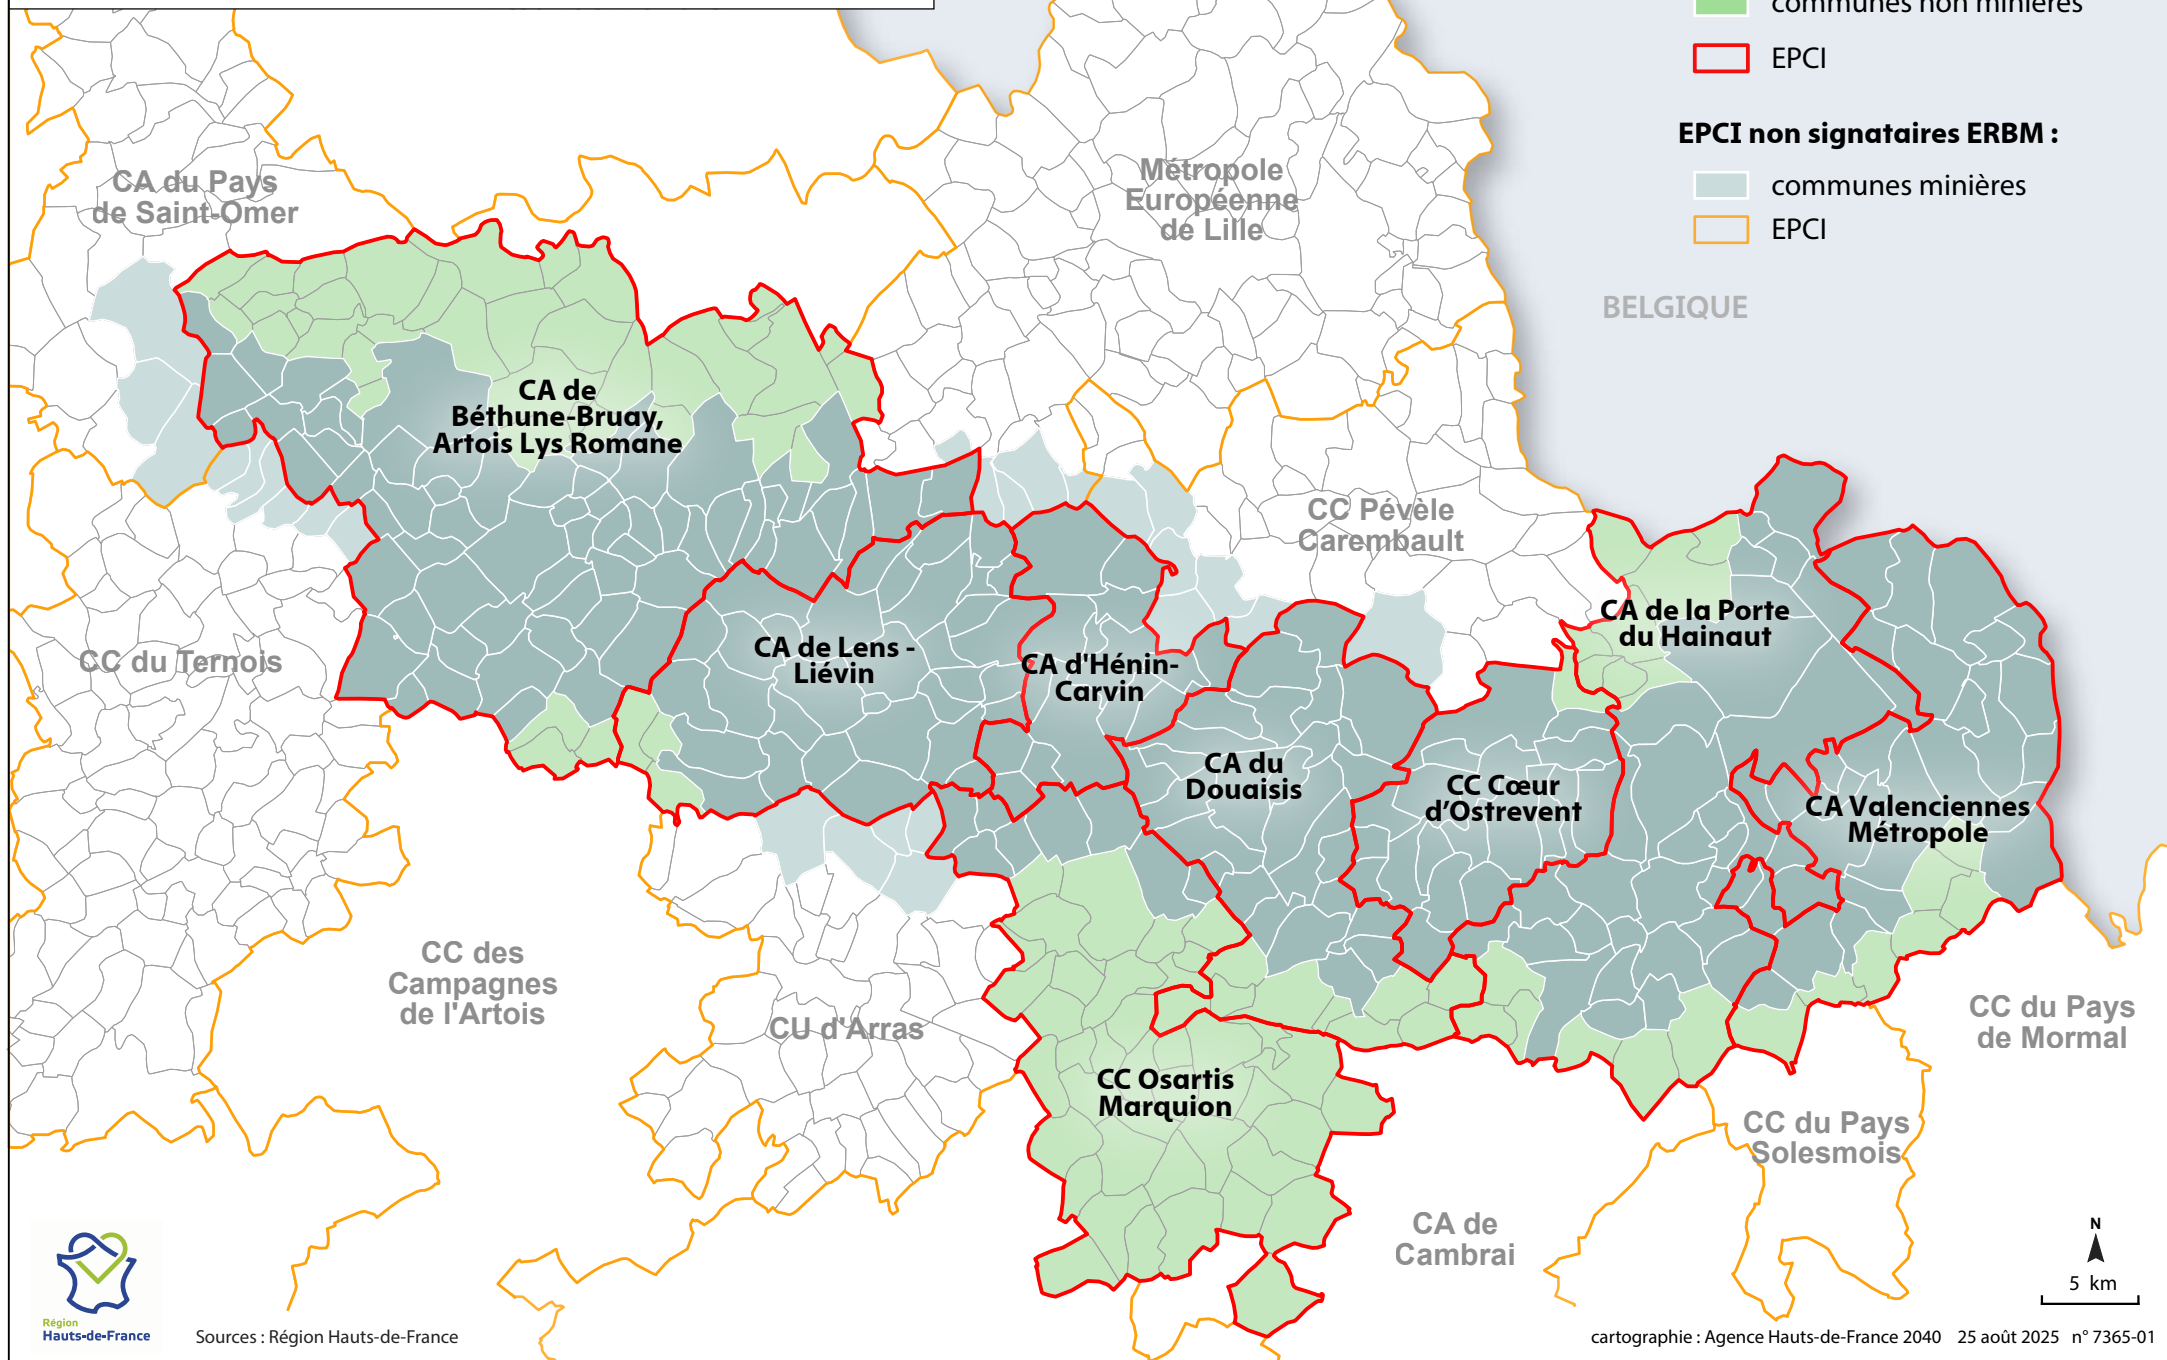 communes non minières
EPCI
EPCI non signataires ERBM :
communes minières
EPCI
BELGIQUE
CA du Pays
de Saint-Omer
Métropole
Européenne
de Lille
CA de
Béthune-Bruay,
Artois Lys Romane
CC Pévèle
Carembault
CA de la Porte
du Hainaut
CC du Ternois
CA de Lens -
Liévin
CA d'Hénin-
Carvin
CA du
Douaisis
CC Cœur
d’Ostrevent
CA Valenciennes
Métropole
CC des
Campagnes
de l'Artois
CU d'Arras
CC du Pays
de Mormal
CC Osartis
Marquion
CC du Pays
Solesmois
CA de
Cambrai
N
5 km
Région
Hauts-de-France
Sources : Région Hauts-de-France
cartographie : Agence Hauts-de-France 2040 25 août 2025 n° 7365-01